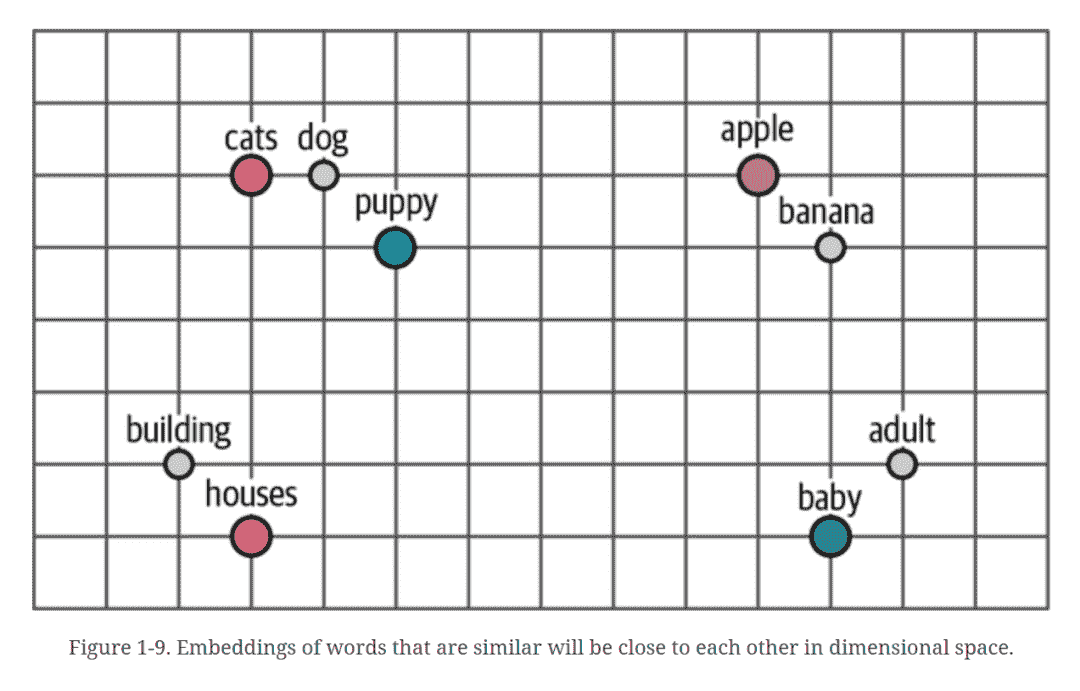 cats dog
apple
puppy
banana
building
adult
houses
baby
Figure 1-9. Embeddings of words that are similar will be close to each other in dimensional space.